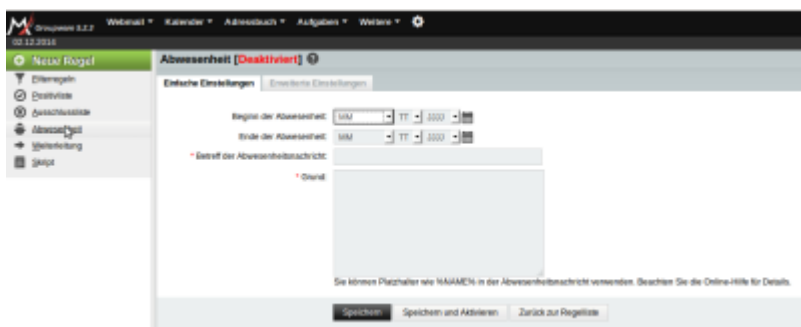 Groupware 5.2.2
Webmail Kalender Adressbuch Aufgaben Weitere
02.12.2016
Neue Regel
Filterregeln
Positivliste
Ausschlussliste
Abwesenheit
Weiterleitung
Skript
Abwesenheit [Deaktiviert]
Einfache Einstellungen Erweiterte Einstellungen
Beginn der Abwesenheit: MM TT JJJJ
Ende der Abwesenheit: MM TT JJJJ
* Betreff der Abwesenheitsnachricht:
* Grund:
Sie können Platzhalter wie %NAME% in der Abwesenheitsnachricht verwenden. Beachten Sie die Online-Hilfe für Details.
Speichern Speichern und Aktivieren Zurück zur Regelliste